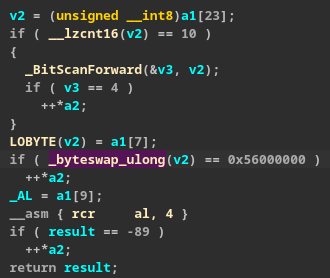 v2 = (unsigned __int8)a1[23];
if ( __lzcnt16(v2) == 10 )
{
_BitScanForward(&v3, v2);
if ( v3 == 4 )
++*a2;
}
LOBYTE(v2) = a1[7];
if ( _byteswap_ulong(v2) == 0x56000000 )
++*a2;
_AL = a1[9];
__asm { rcr     al, 4 }
if ( result == -89 )
++*a2;
return result;